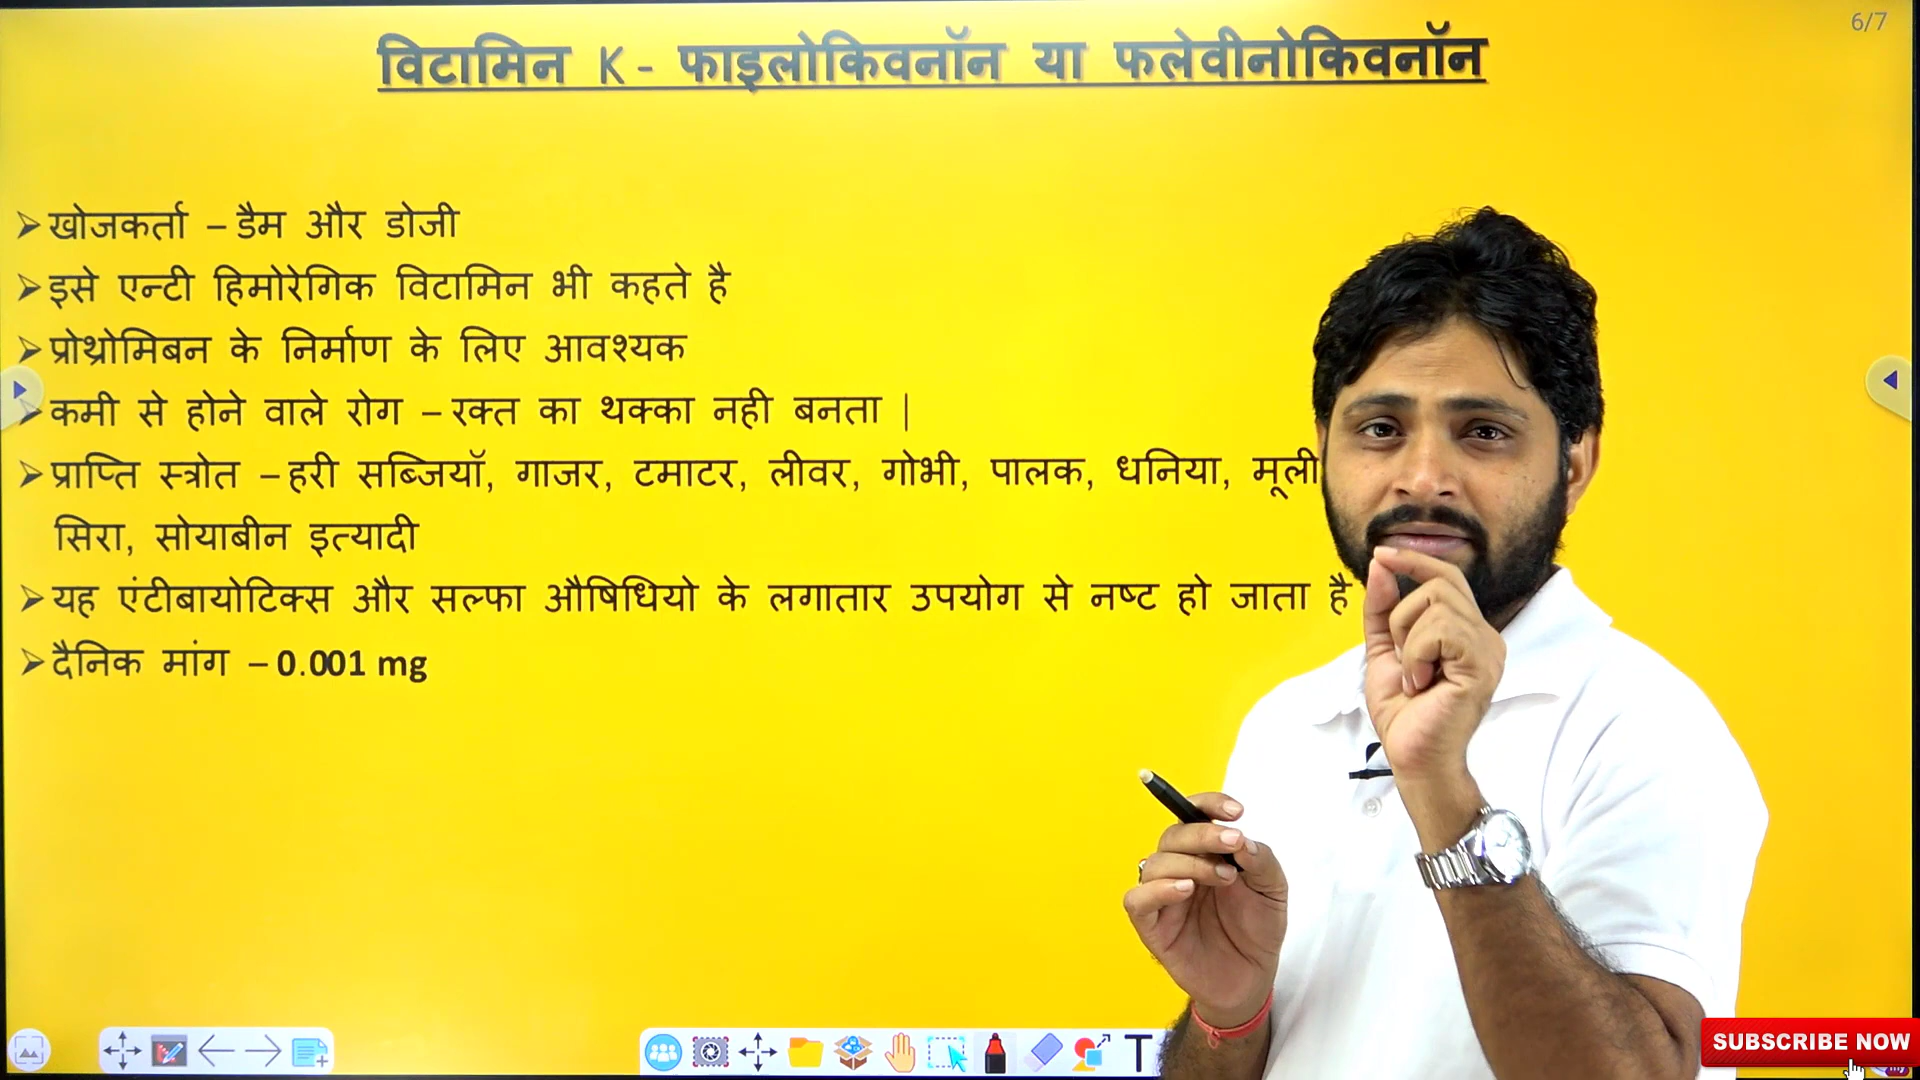 6/7
विटामिन K - फाइलोकिवनॉन या फलेवीनोकिवनॉन
➢ खोजकर्ता – डैम और डोजी
➢ इसे एन्टी हिमोरेगिक विटामिन भी कहते है
➢ प्रोथ्रोमिबन के निर्माण के लिए आवश्यक
➢ कमी से होने वाले रोग – रक्त का थक्का नही बनता |
➢ प्राप्ति स्त्रोत – हरी सब्जियॉ, गाजर, टमाटर, लीवर, गोभी, पालक, धनिया, मूली
सिरा, सोयाबीन इत्यादी
➢ यह एंटीबायोटिक्स और सल्फा औषिधियो के लगातार उपयोग से नष्ट हो जाता है
➢ दैनिक मांग – 0.001 mg
T
SUBSCRIBE NOW